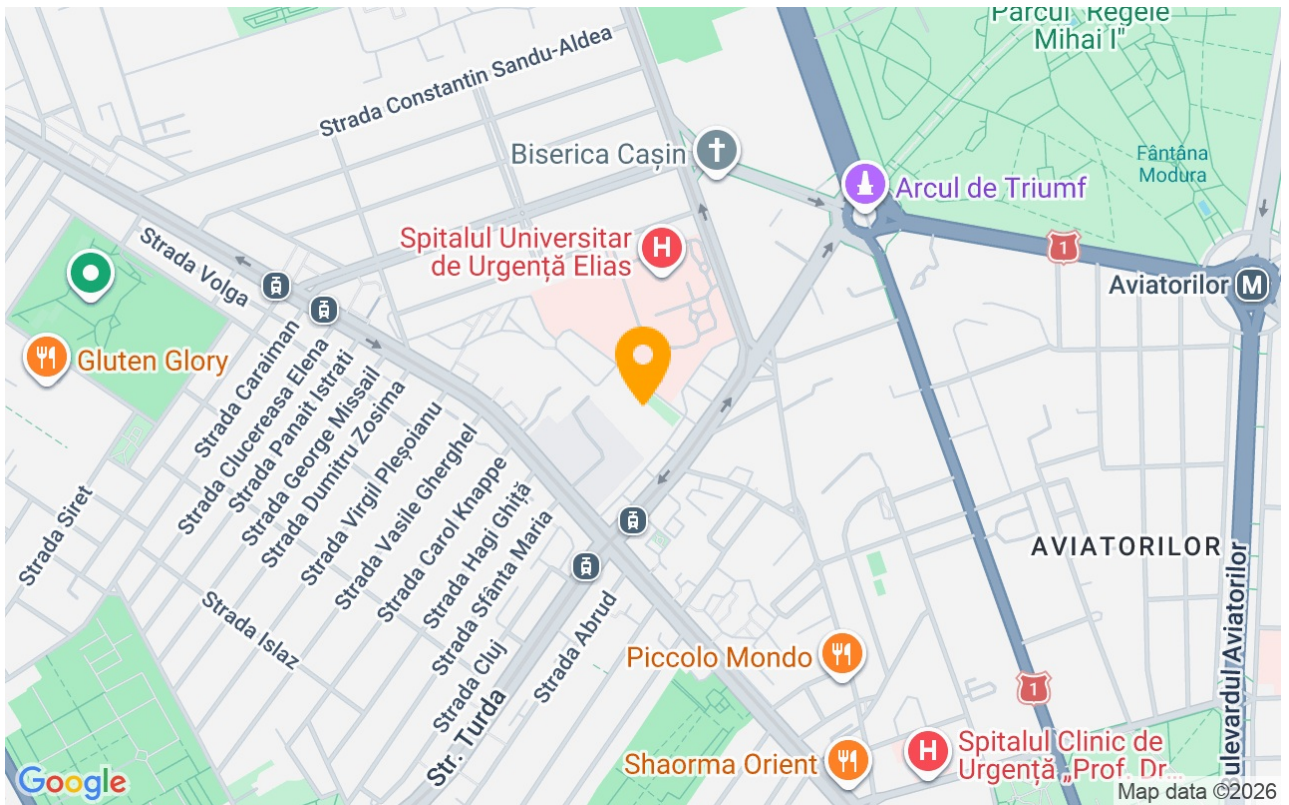 Parcul "Regele
Mihai I"
Strada Constantin Sandu-Aldea
Biserica Cașin
Fântâna
Modura
Arcul de Triumf
Spitalul Universitar
de Urgență Elias
H
1
Strada Volga
Aviatorilor
M
Gluten Glory
Strada Caraiman
Strada Clucereasa Elena
Strada Panait Istrati
Strada George Missail
Strada Dumitru Zosima
Strada Virgil Pleșoianu
Strada Vasile Gherghel
Strada Carol Knappe
Strada Hagi Ghiță
Strada Sfânta Maria
Strada Cluj
Strada Abrud
Str. Turda
Strada Siret
Strada Islaz
AVIATORILOR
Bulevardul Aviatorilor
Piccolo Mondo
1
Shaorma Orient
H
Spitalul Clinic de
Urgență „Prof. Dr...
Google
Map data ©2026